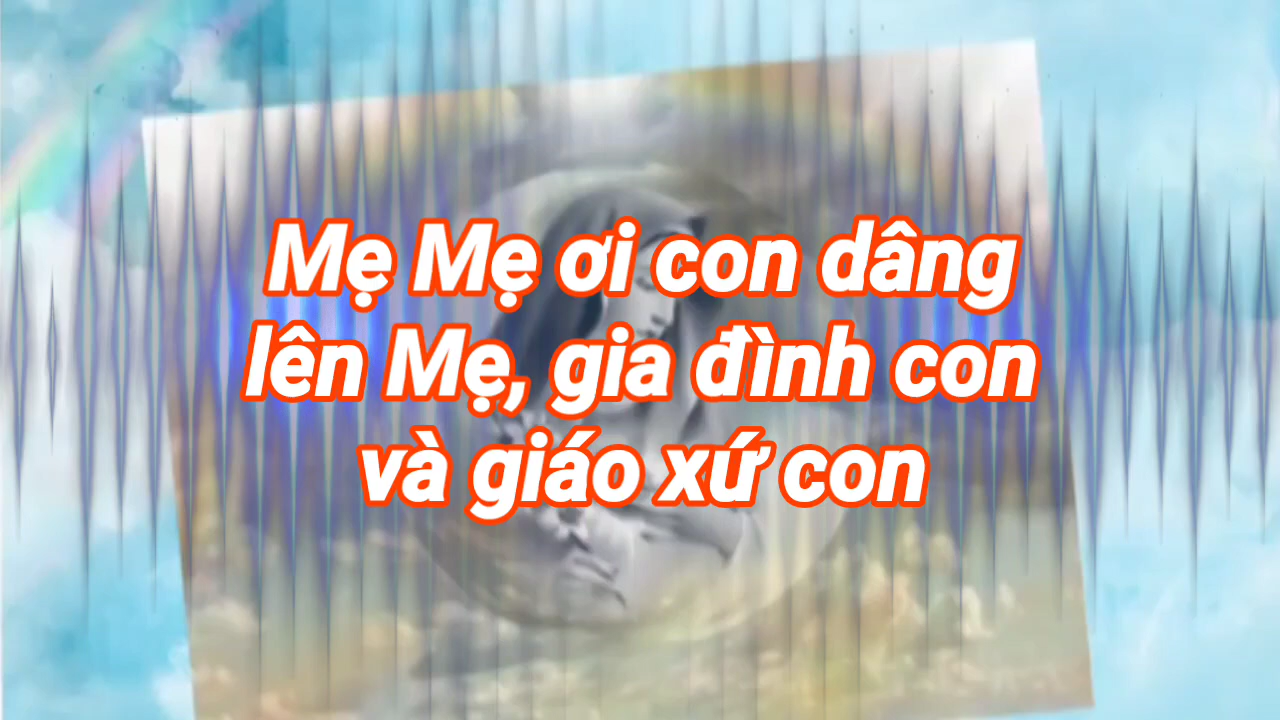 Mẹ Mẹ ơi con dâng
lên Mẹ, gia đình con
và giáo xứ con